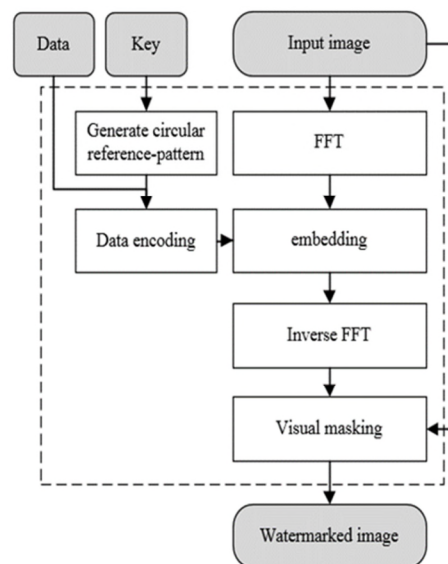 Data
Key
Input image
Generate circular
reference-pattern
FFT
Data encoding
embedding
Inverse FFT
Visual masking
Watermarked image